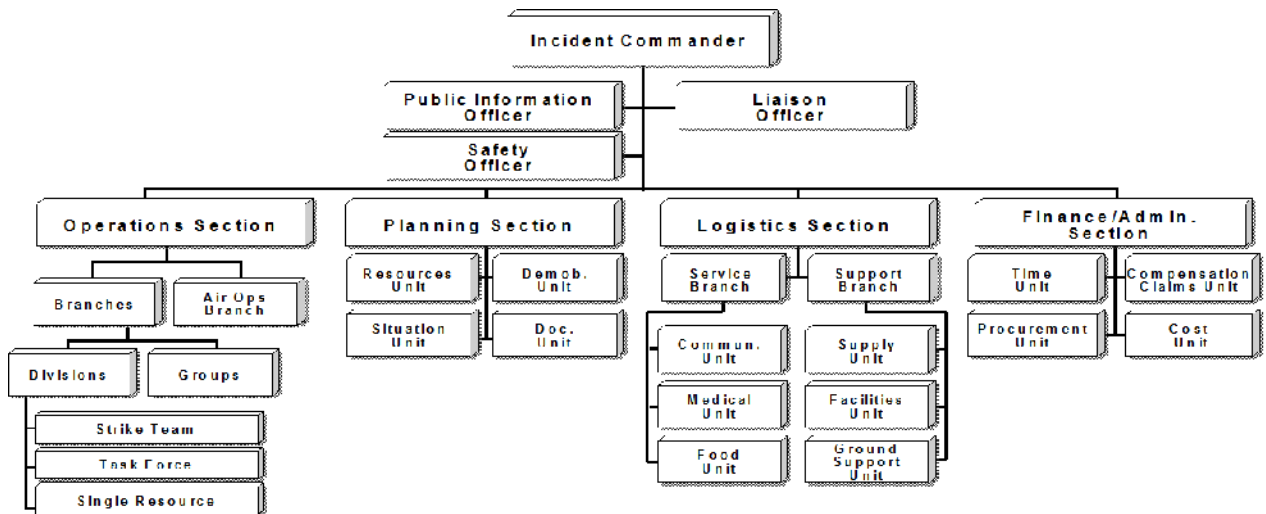 Incident Commander
Public Information
Officer
Liaison
Officer
Safety
Officer
Operations Section
Planning Section
Logistics Section
Finance/Admin.
Section
Branches
Air Ops
Branch
Resources
Unit
Demob.
Unit
Service
Branch
Support
Branch
Time
Unit
Compensation
Claims Unit
Situation
Unit
Doc.
Unit
Procurement
Unit
Cost
Unit
Divisions
Groups
Commun.
Unit
Supply
Unit
Medical
Unit
Facilities
Unit
Strike Team
Task Force
Single Resource
Food
Unit
Ground
Support
Unit